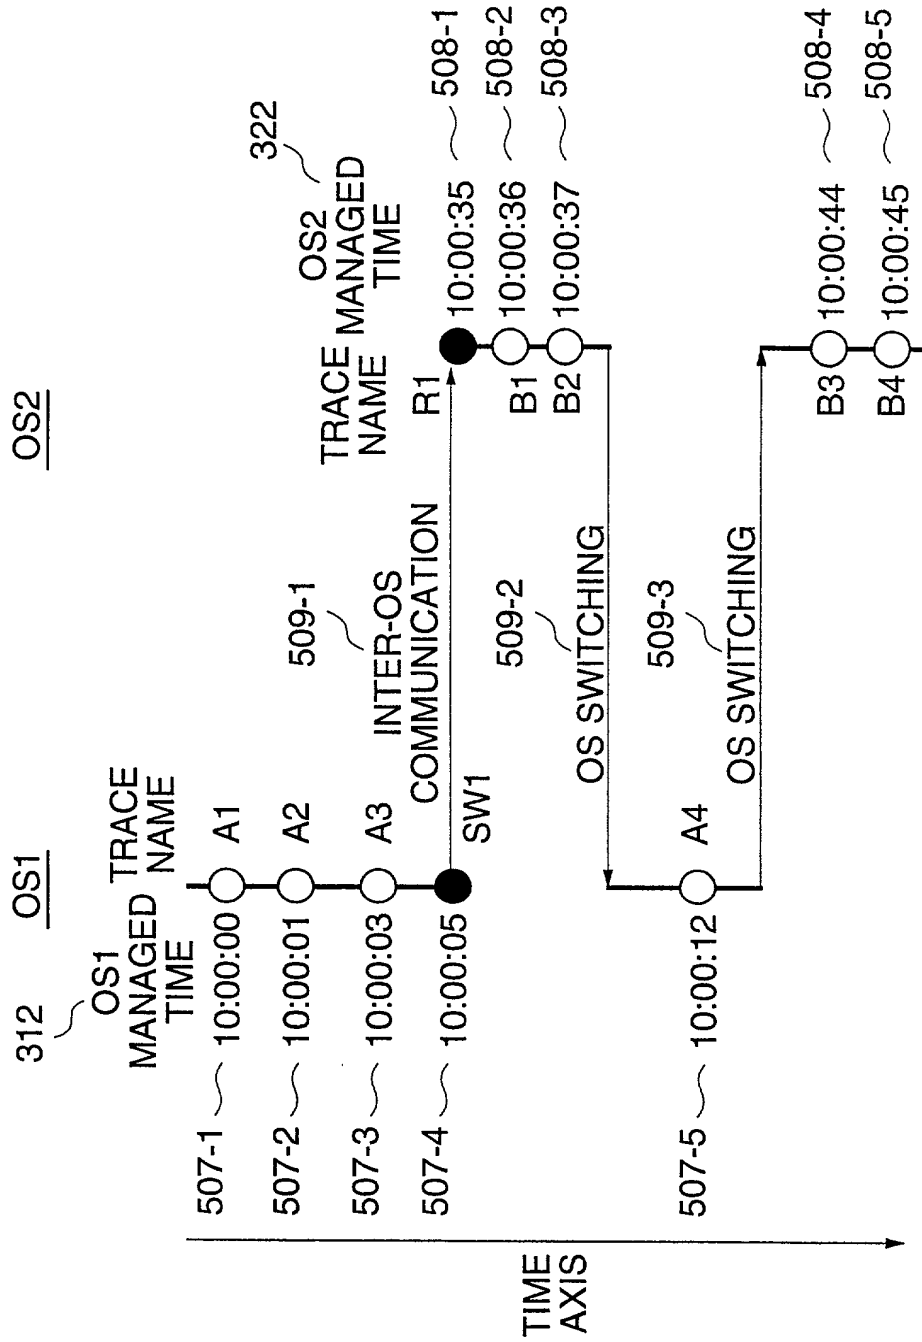 OS1
OS2
312
OS1
MANAGED
TIME
TRACE
NAME
TRACE
NAME
OS2
MANAGED
TIME
322
507-1
10:00:00
A1
507-2
10:00:01
A2
507-3
10:00:03
A3
507-4
10:00:05
SW1
509-1
INTER-OS
COMMUNICATION
R1
10:00:35
508-1
B1
10:00:36
508-2
B2
10:00:37
508-3
509-2
OS SWITCHING
507-5
10:00:12
A4
509-3
OS SWITCHING
B3
10:00:44
508-4
B4
10:00:45
508-5
TIME
AXIS